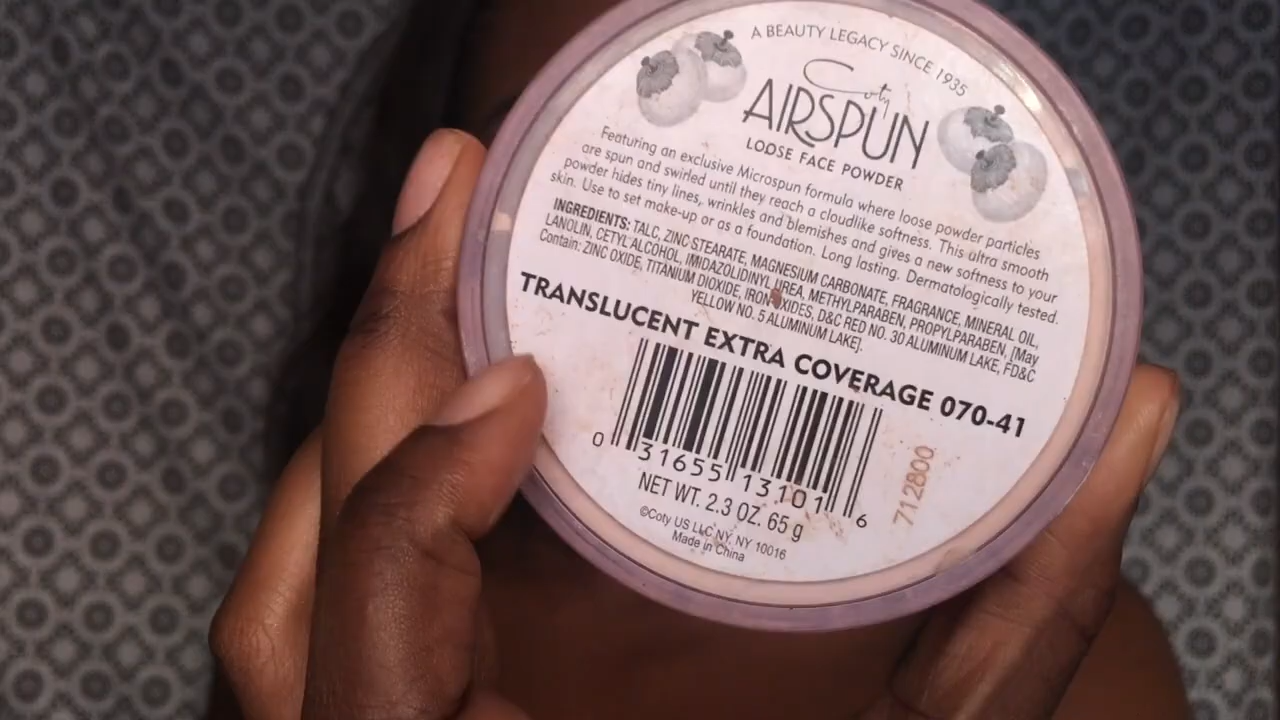 A BEAUTY LEGACY SINCE 1935
Coty
AIRSPUN
LOOSE FACE POWDER
Featuring an exclusive Microspun formula where loose powder particles
are spun and swirled until they reach a cloudlike softness. This ultra smooth
powder hides tiny lines, wrinkles and blemishes and gives a new softness to your
skin. Use to set make-up or as a foundation. Long lasting. Dermatologically tested.
INGREDIENTS: TALC, ZINC STEARATE, MAGNESIUM CARBONATE, FRAGRANCE, MINERAL OIL,
LANOLIN, CETYL ALCOHOL, IMIDAZOLIDINYL UREA, METHYLPARABEN, PROPYLPARABEN, [May
Contain: ZINC OXIDE, TITANIUM DIOXIDE, IRON OXIDES, D&C RED NO. 30 ALUMINUM LAKE, FD&C
YELLOW NO. 5 ALUMINUM LAKE].
TRANSLUCENT EXTRA COVERAGE 070-41
0 31655 13101 6
712800
NET WT. 2.3 OZ. 65 g
©Coty US LLC NY, NY 10016
Made in China